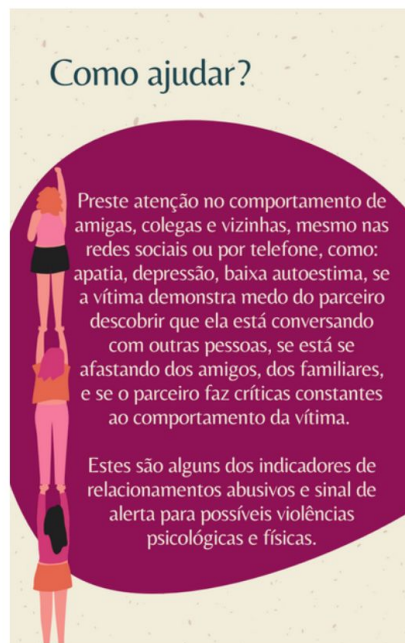 Como ajudar?
Preste atenção no comportamento de
amigas, colegas e vizinhas, mesmo nas
redes sociais ou por telefone, como:
apatia, depressão, baixa autoestima, se
a vítima demonstra medo do parceiro
descobrir que ela está conversando
com outras pessoas, se está se
afastando dos amigos, dos familiares,
e se o parceiro faz críticas constantes
ao comportamento da vítima.
Estes são alguns dos indicadores de
relacionamentos abusivos e sinal de
alerta para possíveis violências
psicológicas e físicas.